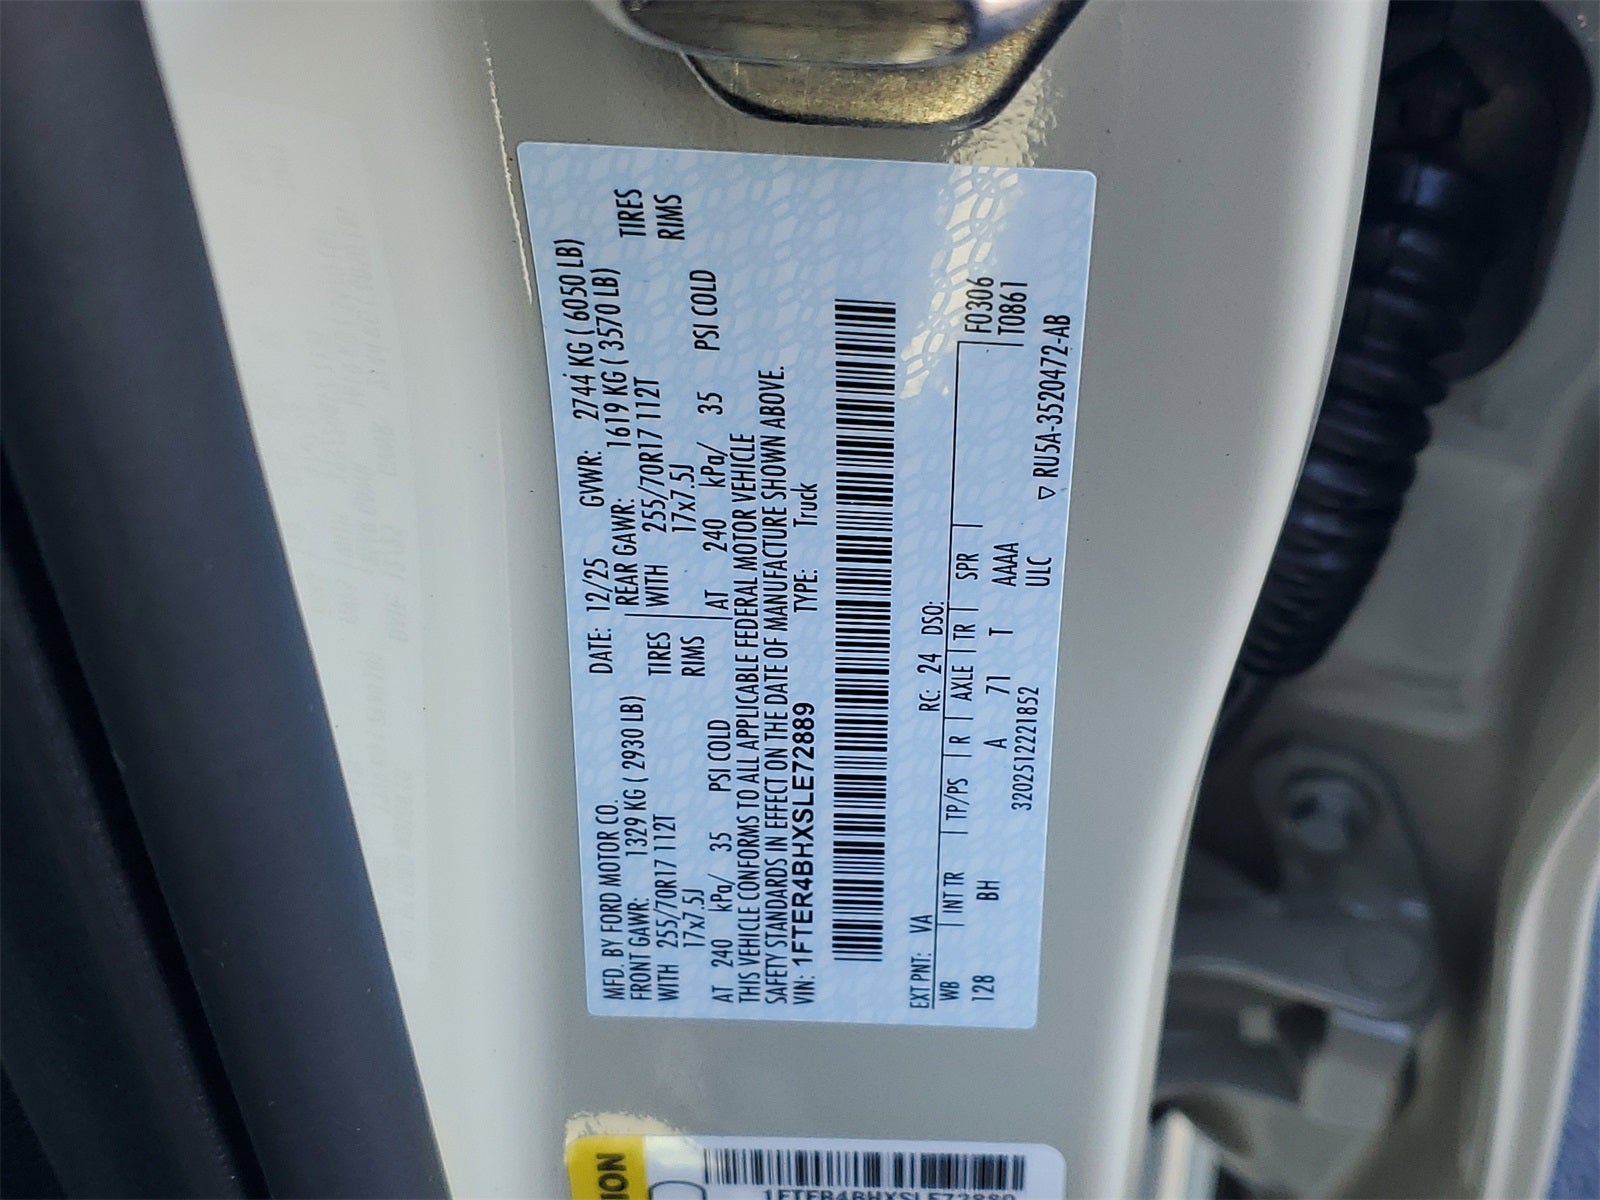 MFD. BY FORD MOTOR CO. DATE: 12/25 GVWR: 2744 KG ( 6050 LB)
FRONT GAWR: 1329 KG ( 2930 LB) REAR GAWR: 1619 KG ( 3570 LB)
WITH 255/70R17 112T TIRES WITH 255/70R17 112T TIRES
17x7.5J RIMS 17x7.5J RIMS
AT 240 kPa/ 35 PSI COLD AT 240 kPa/ 35 PSI COLD
THIS VEHICLE CONFORMS TO ALL APPLICABLE FEDERAL MOTOR VEHICLE
SAFETY STANDARDS IN EFFECT ON THE DATE OF MANUFACTURE SHOWN ABOVE.
VIN: 1FTER4BHXSLE72889 TYPE: Truck
EXT PNT: VA RC: 24 DSO:
WB INT TR TP/PS R AXLE TR SPR F0306
128 BH A 71 T AAAA T0861
3202512221852 ULC
▽ RU5A-3520472-AB
ION
1FTER4BHXSLE72889